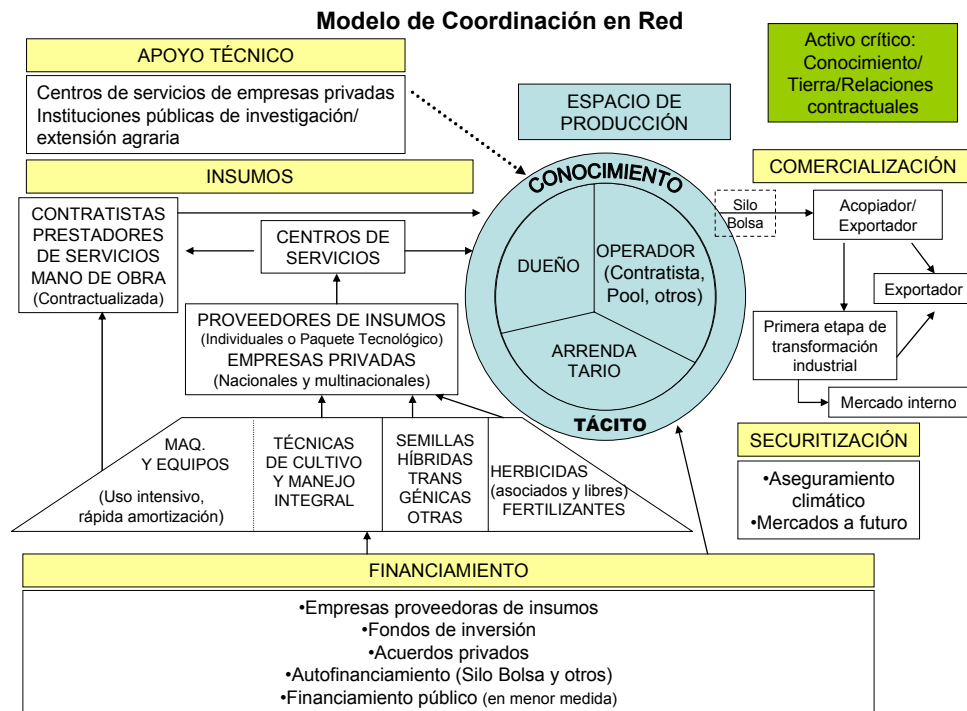 Modelo de Coordinación en Red
APOYO TÉCNICO
Centros de servicios de empresas privadas
Instituciones públicas de investigación/
extensión agraria
ESPACIO DE
PRODUCCIÓN
Activo crítico:
Conocimiento/
Tierra/Relaciones
contractuales
INSUMOS
CONTRATISTAS
PRESTADORES
DE SERVICIOS
MANO DE OBRA
(Contractualizada)
CENTROS DE
SERVICIOS
PROVEEDORES DE INSUMOS
(Individuales o Paquete Tecnológico)
EMPRESAS PRIVADAS
(Nacionales y multinacionales)
MAQ.
Y EQUIPOS
(Uso intensivo,
rápida amortización)
TÉCNICAS
DE CULTIVO
Y MANEJO
INTEGRAL
SEMILLAS
HÍBRIDAS
TRANS
GÉNICAS
OTRAS
HERBICIDAS
(asociados y libres)
FERTILIZANTES
CONOCIMIENTO
DUEÑO
OPERADOR
(Contratista,
Pool, otros)
ARRENDA
TARIO
TÁCITO
COMERCIALIZACIÓN
Silo
Bolsa
Acopiador/
Exportador
Exportador
Primera etapa de
transformación
industrial
Mercado interno
SECURITIZACIÓN
•Aseguramiento
climático
•Mercados a futuro
FINANCIAMIENTO
•Empresas proveedoras de insumos
•Fondos de inversión
•Acuerdos privados
•Autofinanciamiento (Silo Bolsa y otros)
•Financiamiento público (en menor medida)